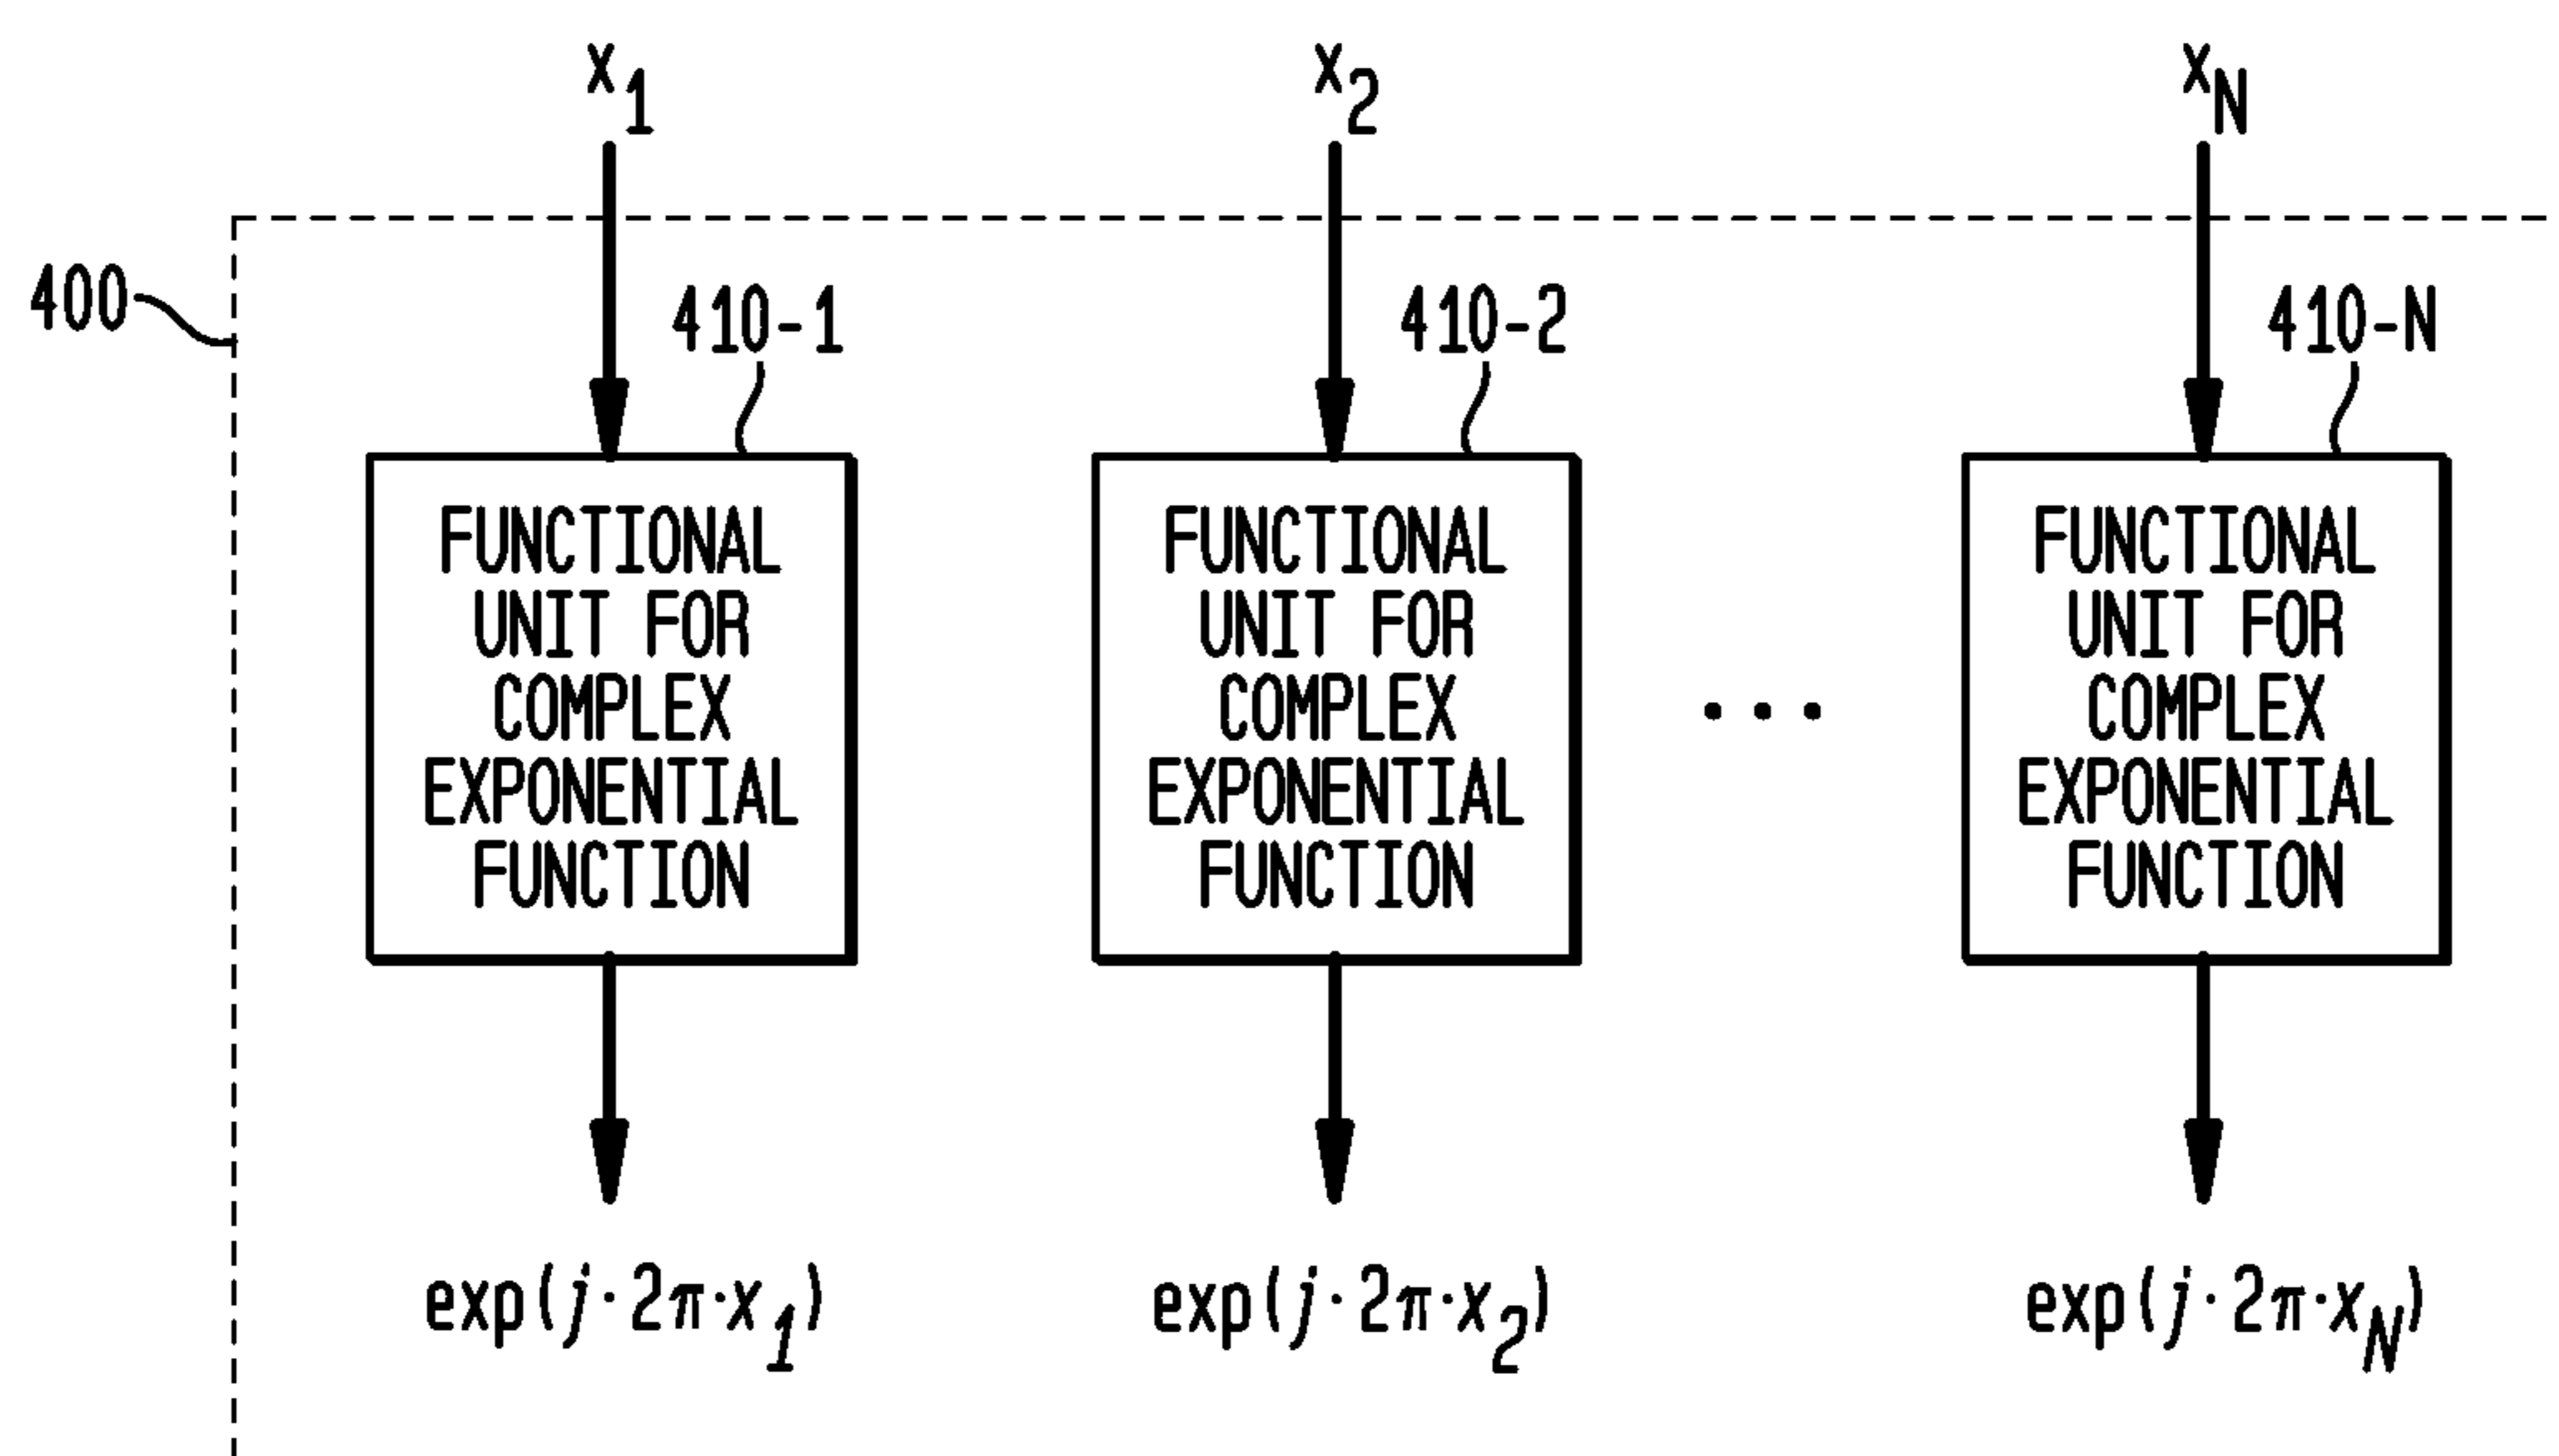 x1 x2 xN
400
410-1 410-2 410-N
FUNCTIONAL UNIT FOR COMPLEX EXPONENTIAL FUNCTION
FUNCTIONAL UNIT FOR COMPLEX EXPONENTIAL FUNCTION
...
FUNCTIONAL UNIT FOR COMPLEX EXPONENTIAL FUNCTION
exp(j·2π·x1) exp(j·2π·x2) exp(j·2π·xN)